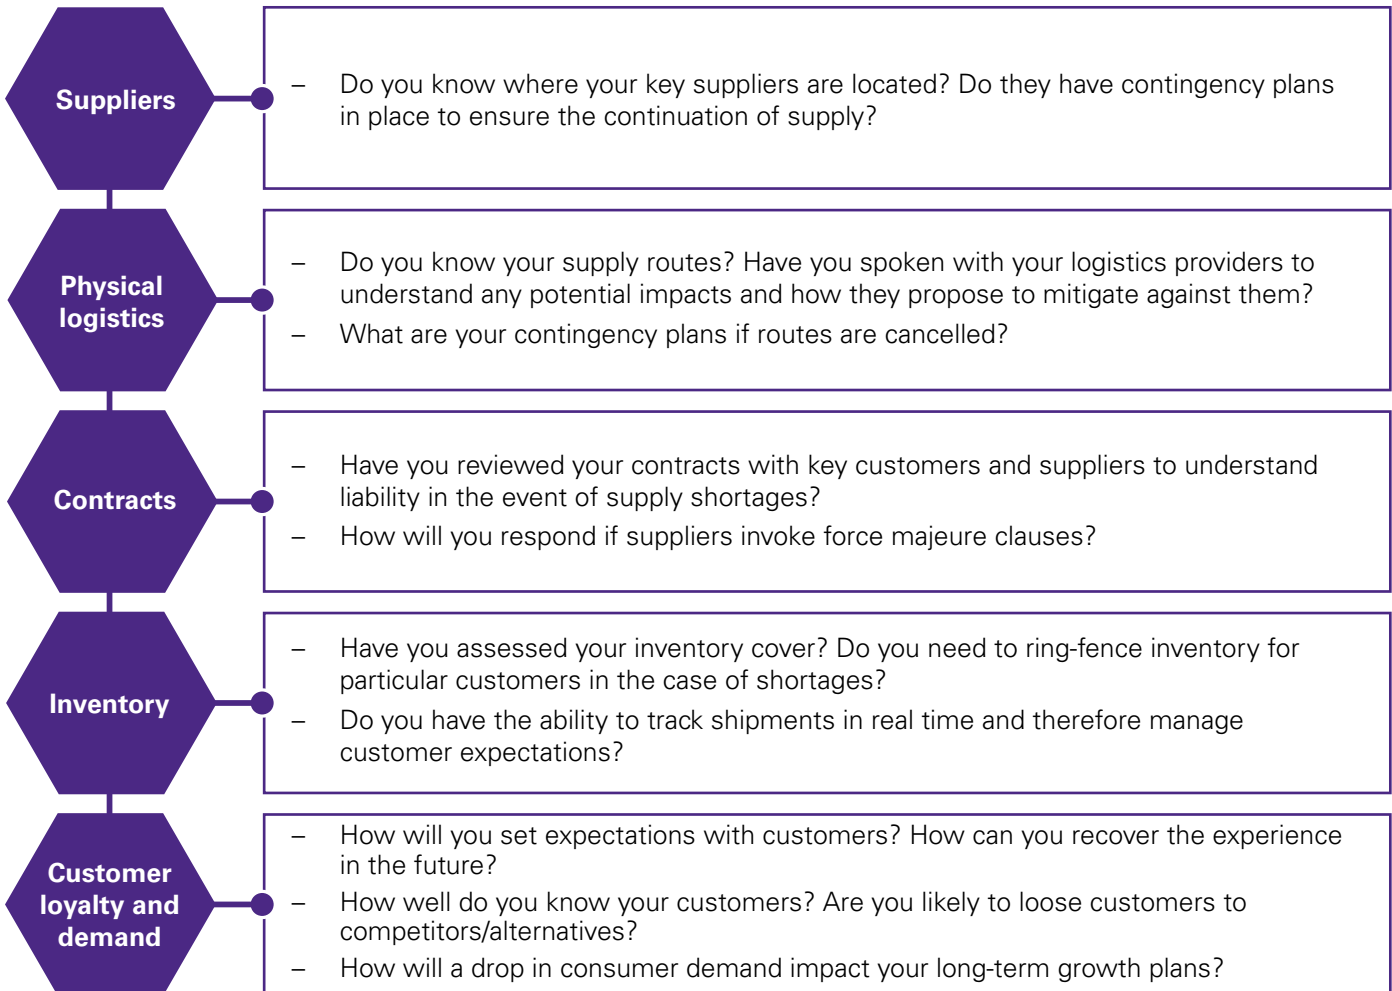 Suppliers
– Do you know where your key suppliers are located? Do they have contingency plans
in place to ensure the continuation of supply?
Physical
logistics
– Do you know your supply routes? Have you spoken with your logistics providers to
understand any potential impacts and how they propose to mitigate against them?
– What are your contingency plans if routes are cancelled?
Contracts
– Have you reviewed your contracts with key customers and suppliers to understand
liability in the event of supply shortages?
– How will you respond if suppliers invoke force majeure clauses?
Inventory
– Have you assessed your inventory cover? Do you need to ring-fence inventory for
particular customers in the case of shortages?
– Do you have the ability to track shipments in real time and therefore manage
customer expectations?
Customer
loyalty and
demand
– How will you set expectations with customers? How can you recover the experience
in the future?
– How well do you know your customers? Are you likely to loose customers to
competitors/alternatives?
– How will a drop in consumer demand impact your long-term growth plans?